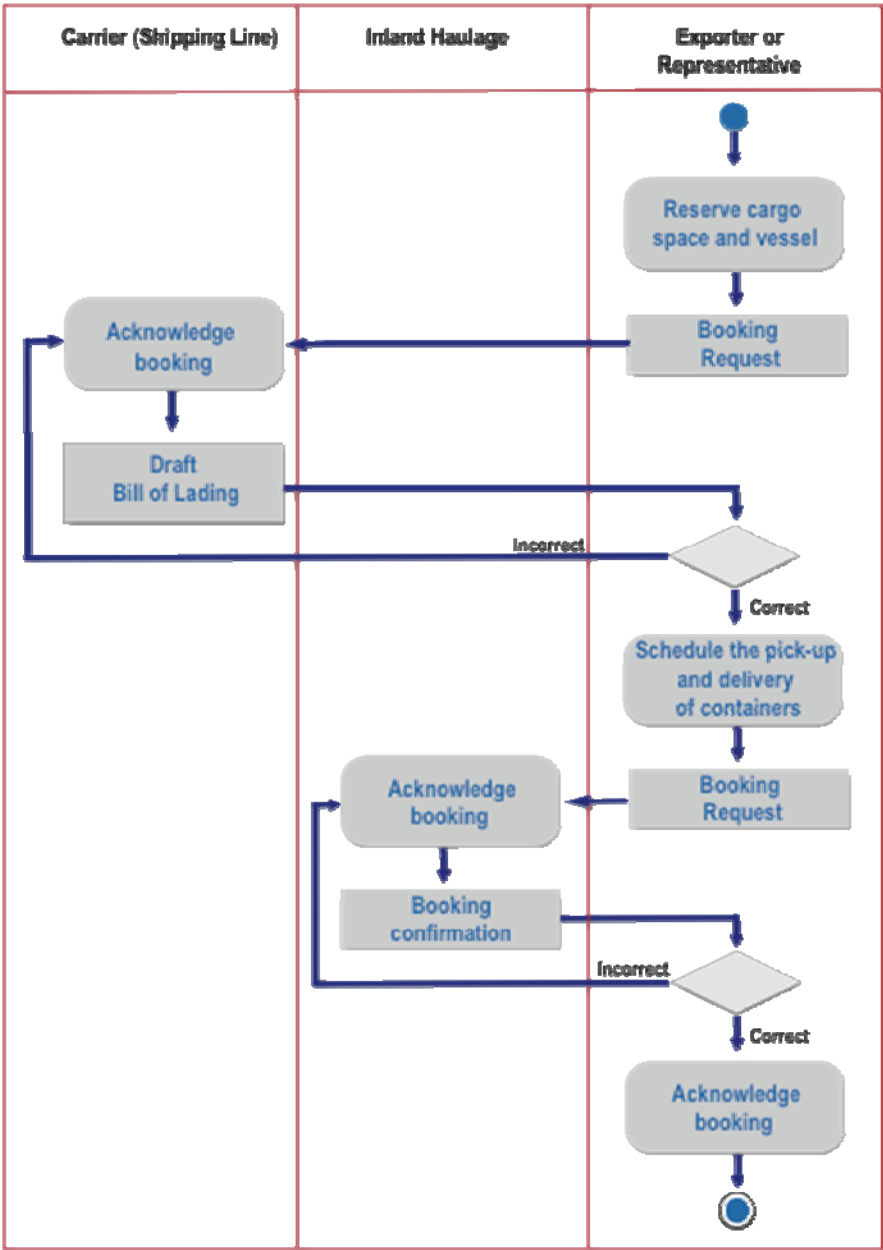 Carrier (Shipping Line)
Inland Haulage
Exporter or
Representative
Reserve cargo
space and vessel
Booking
Request
Acknowledge
booking
Draft
Bill of Lading
Incorrect
Correct
Schedule the pick-up
and delivery
of containers
Booking
Request
Acknowledge
booking
Booking
confirmation
Incorrect
Correct
Acknowledge
booking